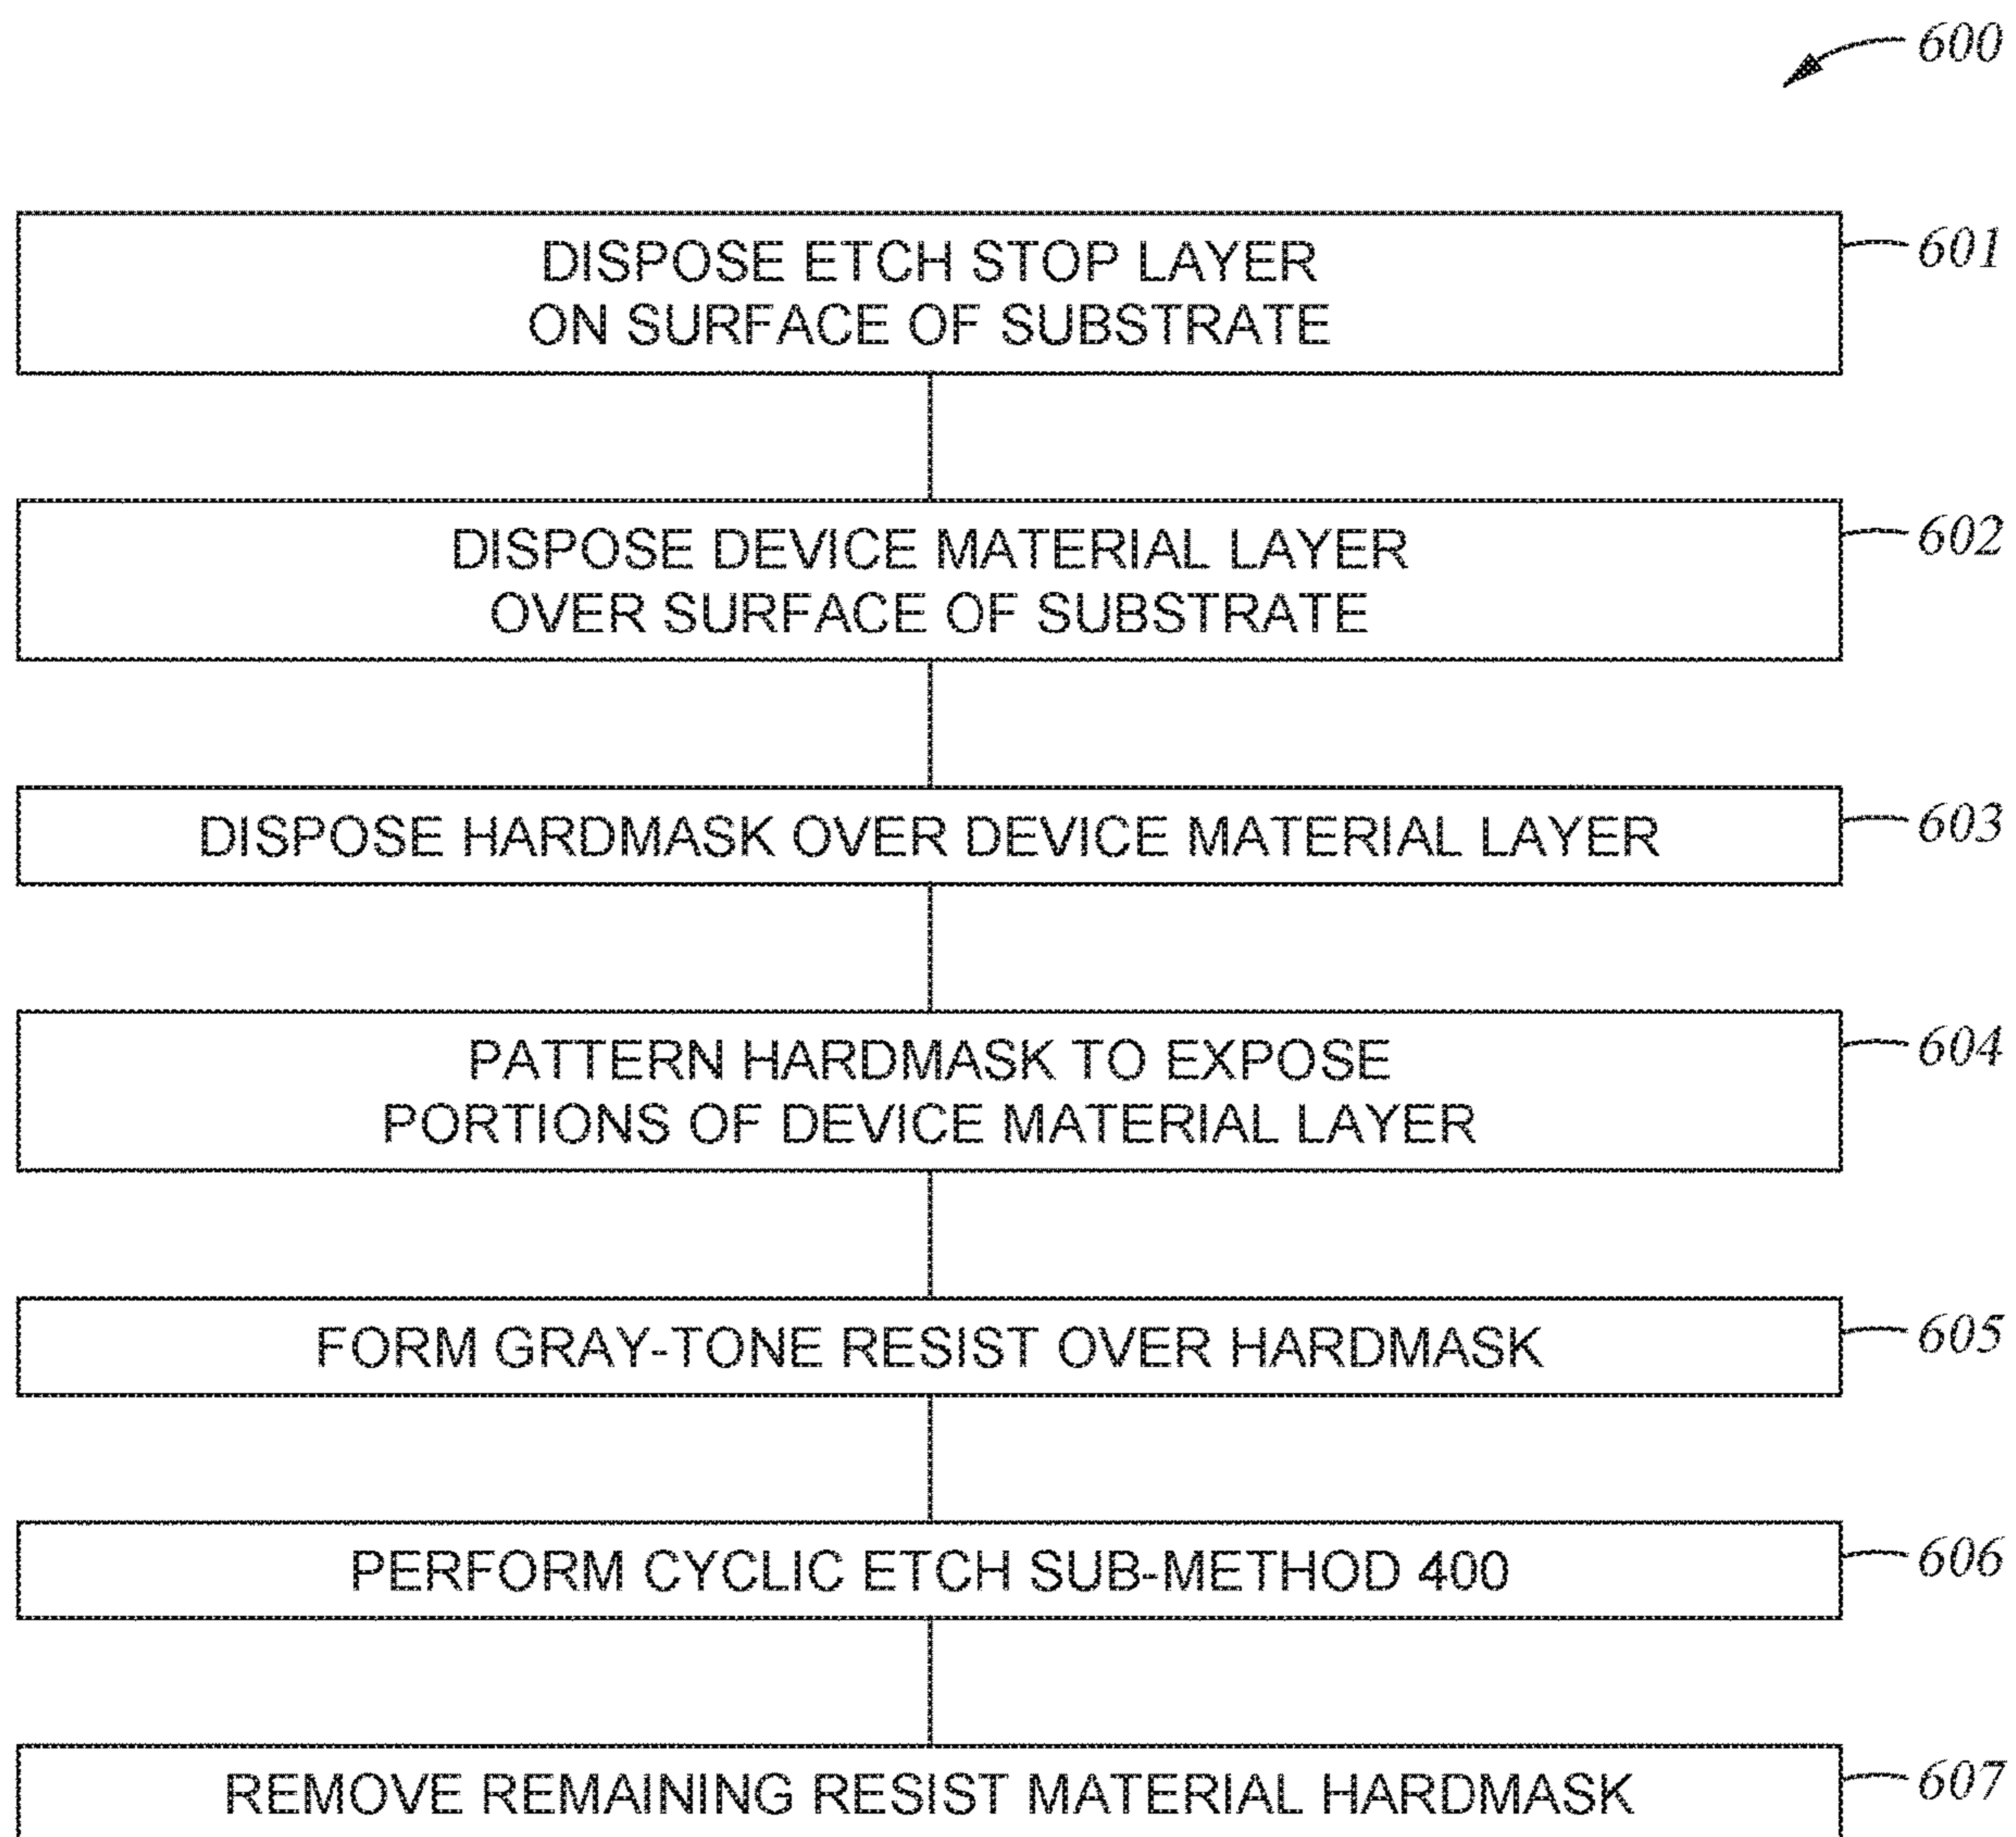 600
DISPOSE ETCH STOP LAYER
ON SURFACE OF SUBSTRATE
601
DISPOSE DEVICE MATERIAL LAYER
OVER SURFACE OF SUBSTRATE
602
DISPOSE HARDMASK OVER DEVICE MATERIAL LAYER
603
PATTERN HARDMASK TO EXPOSE
PORTIONS OF DEVICE MATERIAL LAYER
604
FORM GRAY-TONE RESIST OVER HARDMASK
605
PERFORM CYCLIC ETCH SUB-METHOD 400
606
REMOVE REMAINING RESIST MATERIAL HARDMASK
607